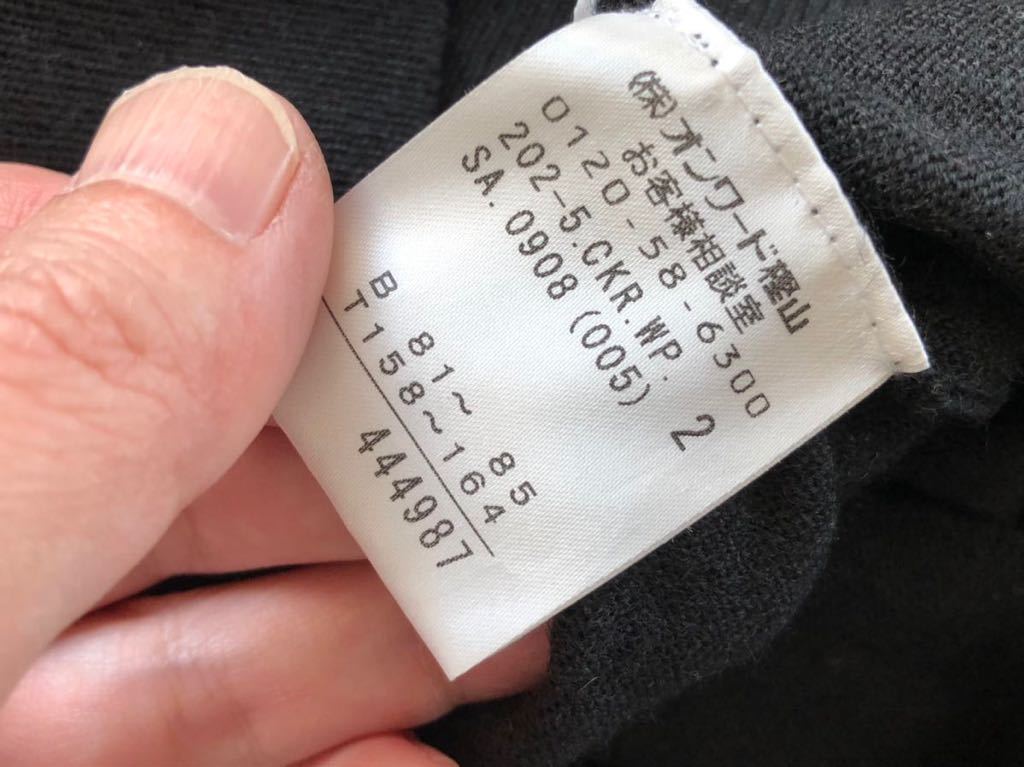 (株)オンワード樫山
お客様相談室
0120-58-6300
202-5.CKR.WP. 2
SA.0908 (005)
B 81~ 85
T158~164
444987